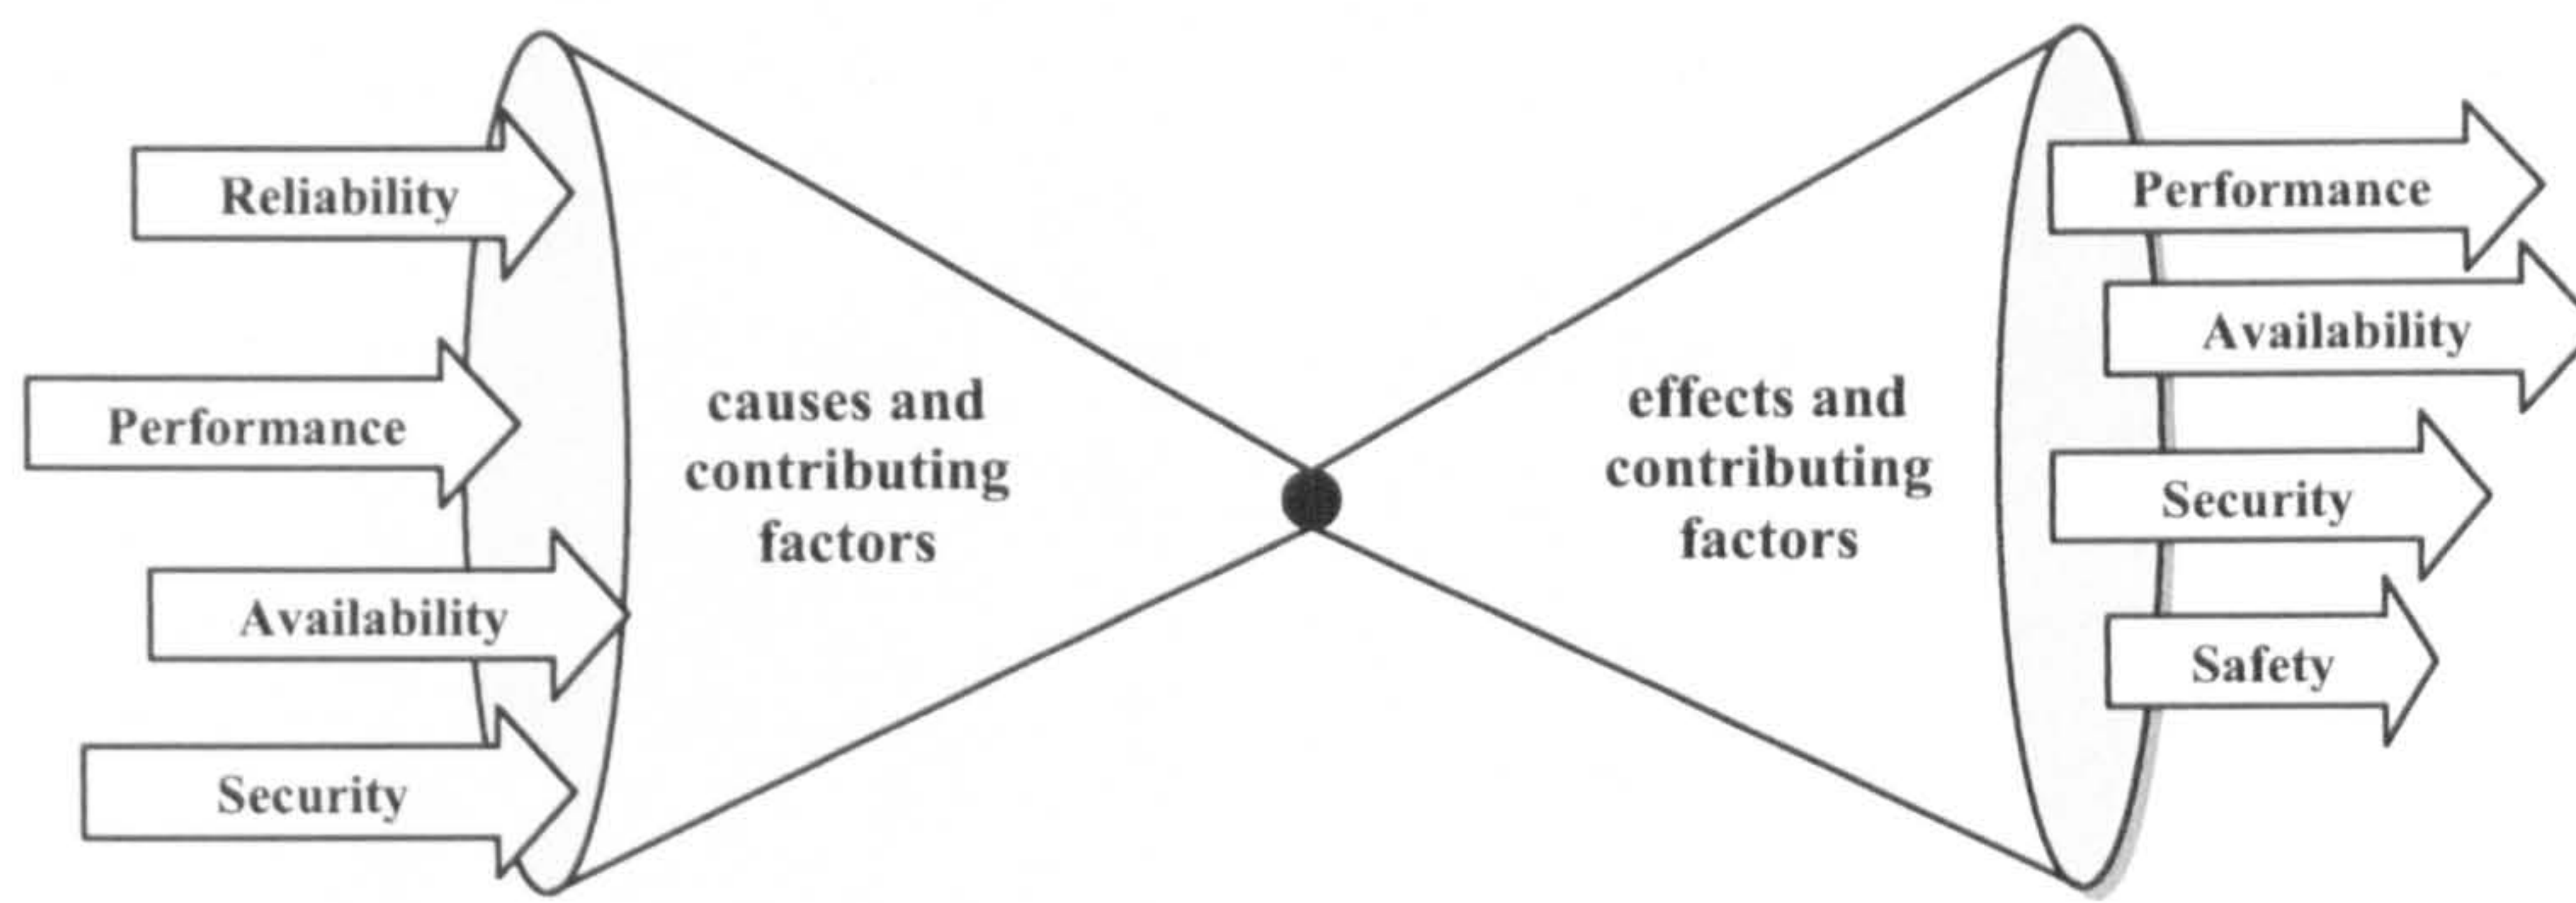 Reliability
Performance
Availability
Security
causes and
contributing
factors
effects and
contributing
factors
Performance
Availability
Security
Safety